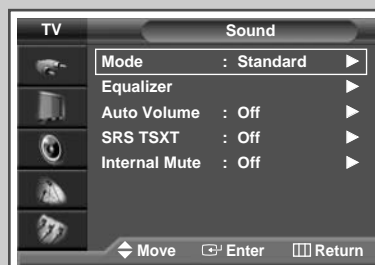 TV Sound
Mode : Standard
Equalizer
Auto Volume : Off
SRS TSXT : Off
Internal Mute : Off
Move Enter Return